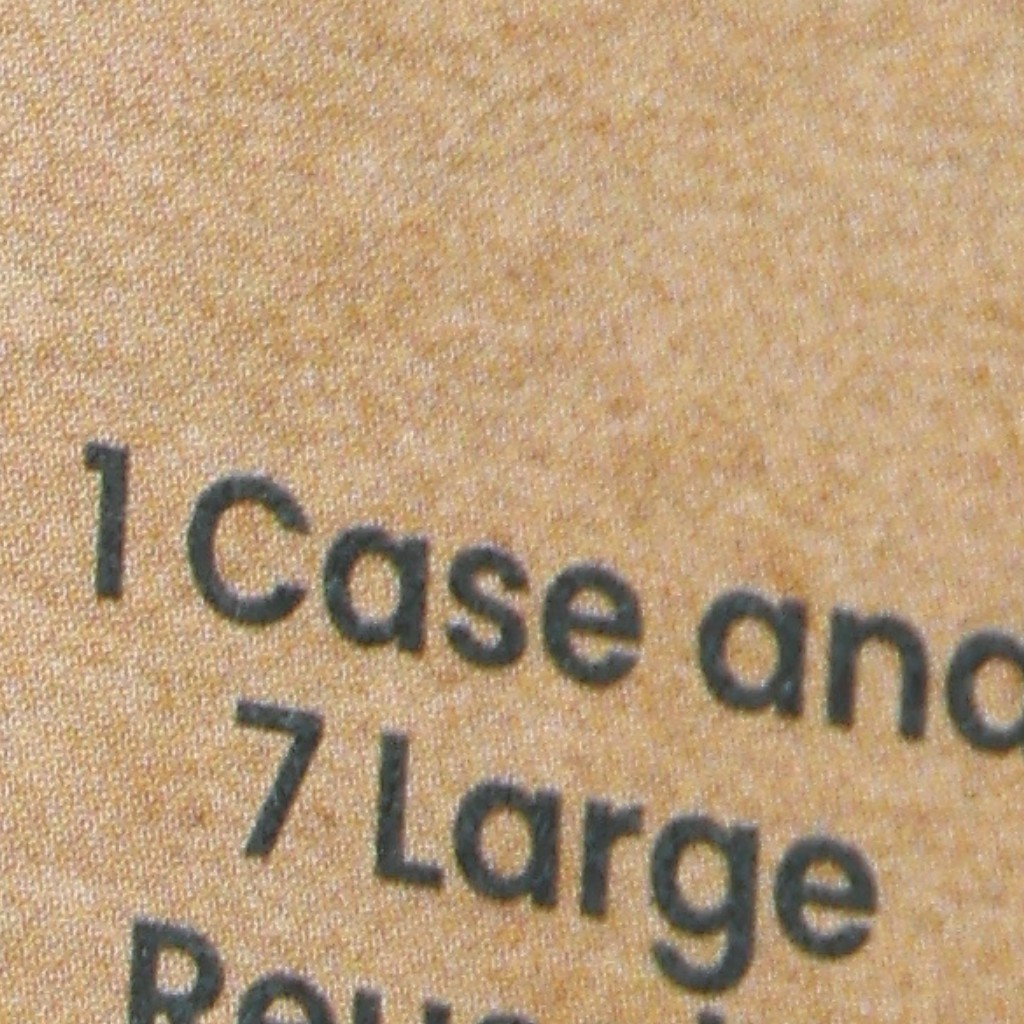 1 Case and
7 Large